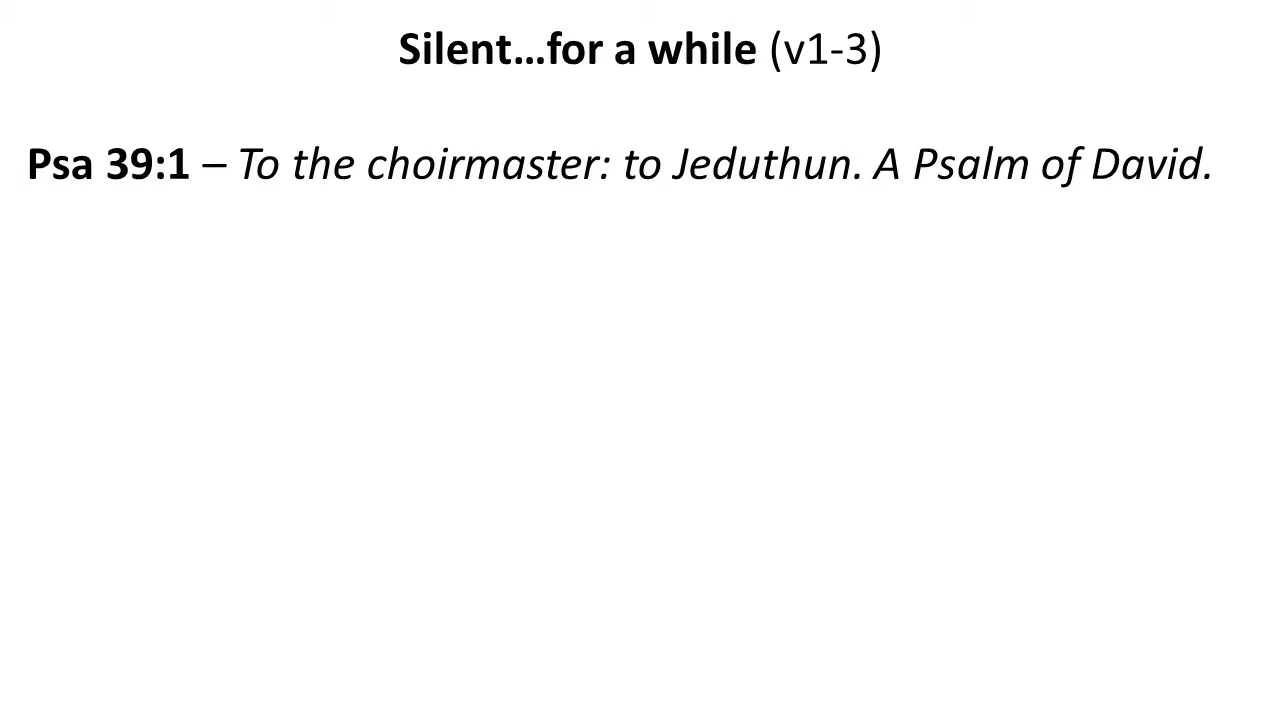 Silent…for a while (v1-3)
Psa 39:1 – To the choirmaster: to Jeduthun. A Psalm of David.